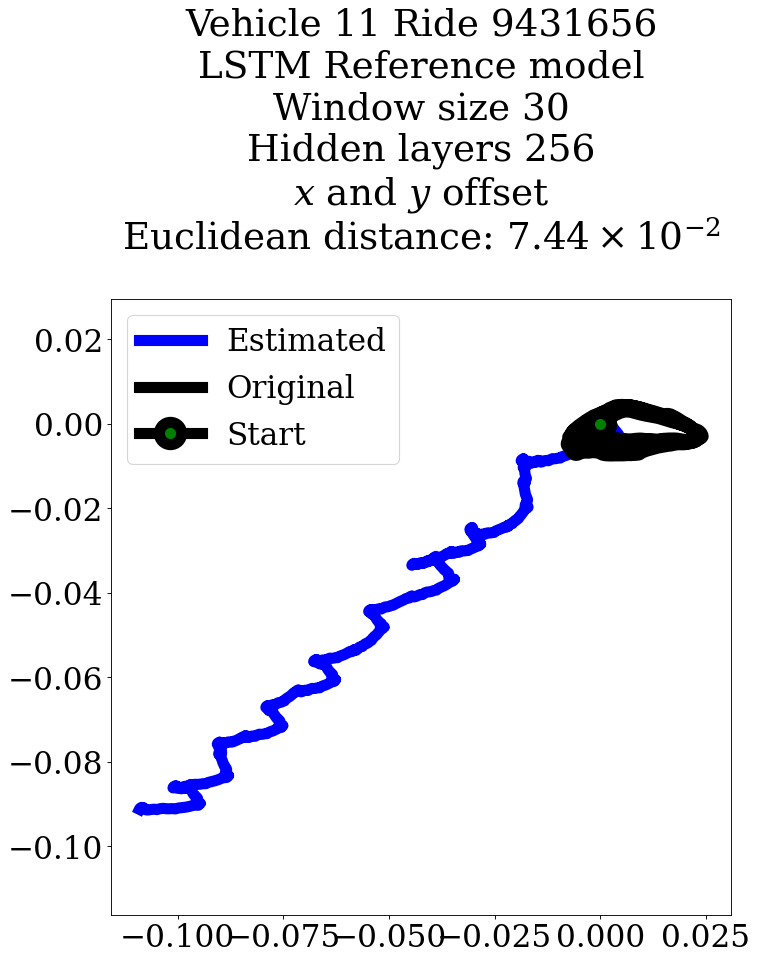 Vehicle 11 Ride 9431656
LSTM Reference model
Window size 30
Hidden layers 256
x and y offset
Euclidean distance: 7.44 × 10⁻²
Estimated
Original
Start
0.02
0.00
−0.02
−0.04
−0.06
−0.08
−0.10
−0.100 −0.075 −0.050 −0.025 0.000 0.025